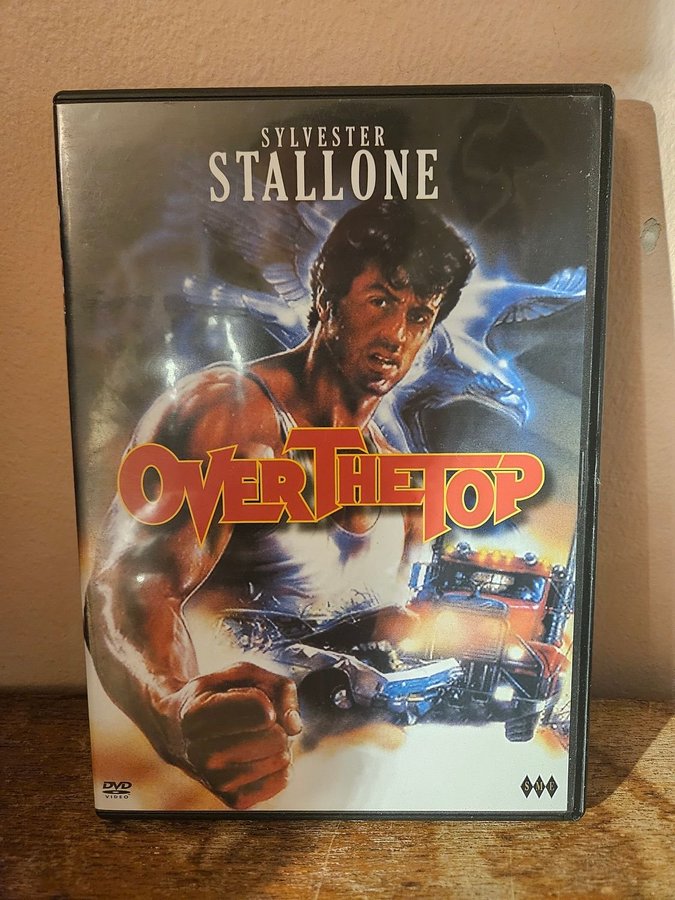 SYLVESTER
STALLONE
OVER THE TOP
DVD
VIDEO
SME